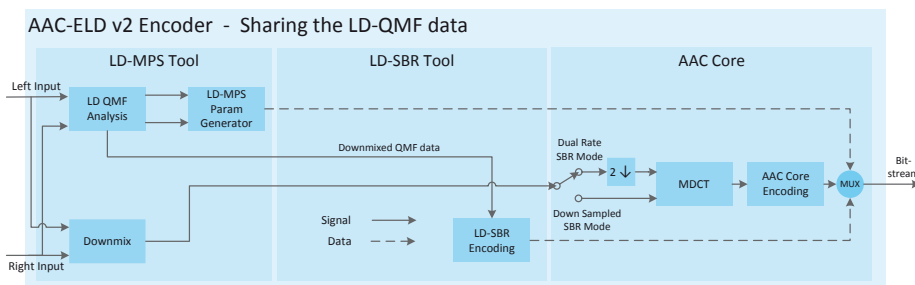 AAC-ELD v2 Encoder - Sharing the LD-QMF data
LD-MPS Tool
LD-SBR Tool
AAC Core
Left Input
LD QMF
Analysis
LD-MPS
Param
Generator
Downmixed QMF data
Dual Rate
SBR Mode
2 ↓
MDCT
AAC Core
Encoding
MUX
Bit-
stream
Down Sampled
SBR Mode
Signal
Data
LD-SBR
Encoding
Downmix
Right Input